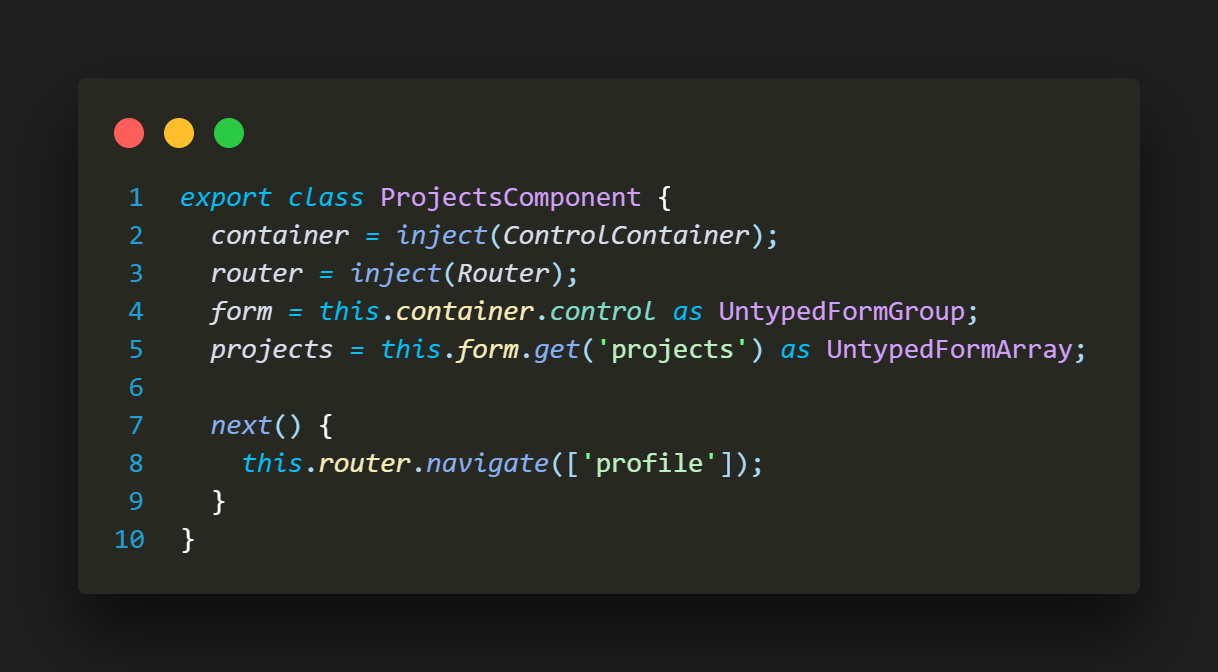 1 export class ProjectsComponent {
2   container = inject(ControlContainer);
3   router = inject(Router);
4   form = this.container.control as UntypedFormGroup;
5   projects = this.form.get('projects') as UntypedFormArray;
6
7   next() {
8     this.router.navigate(['profile']);
9   }
10 }